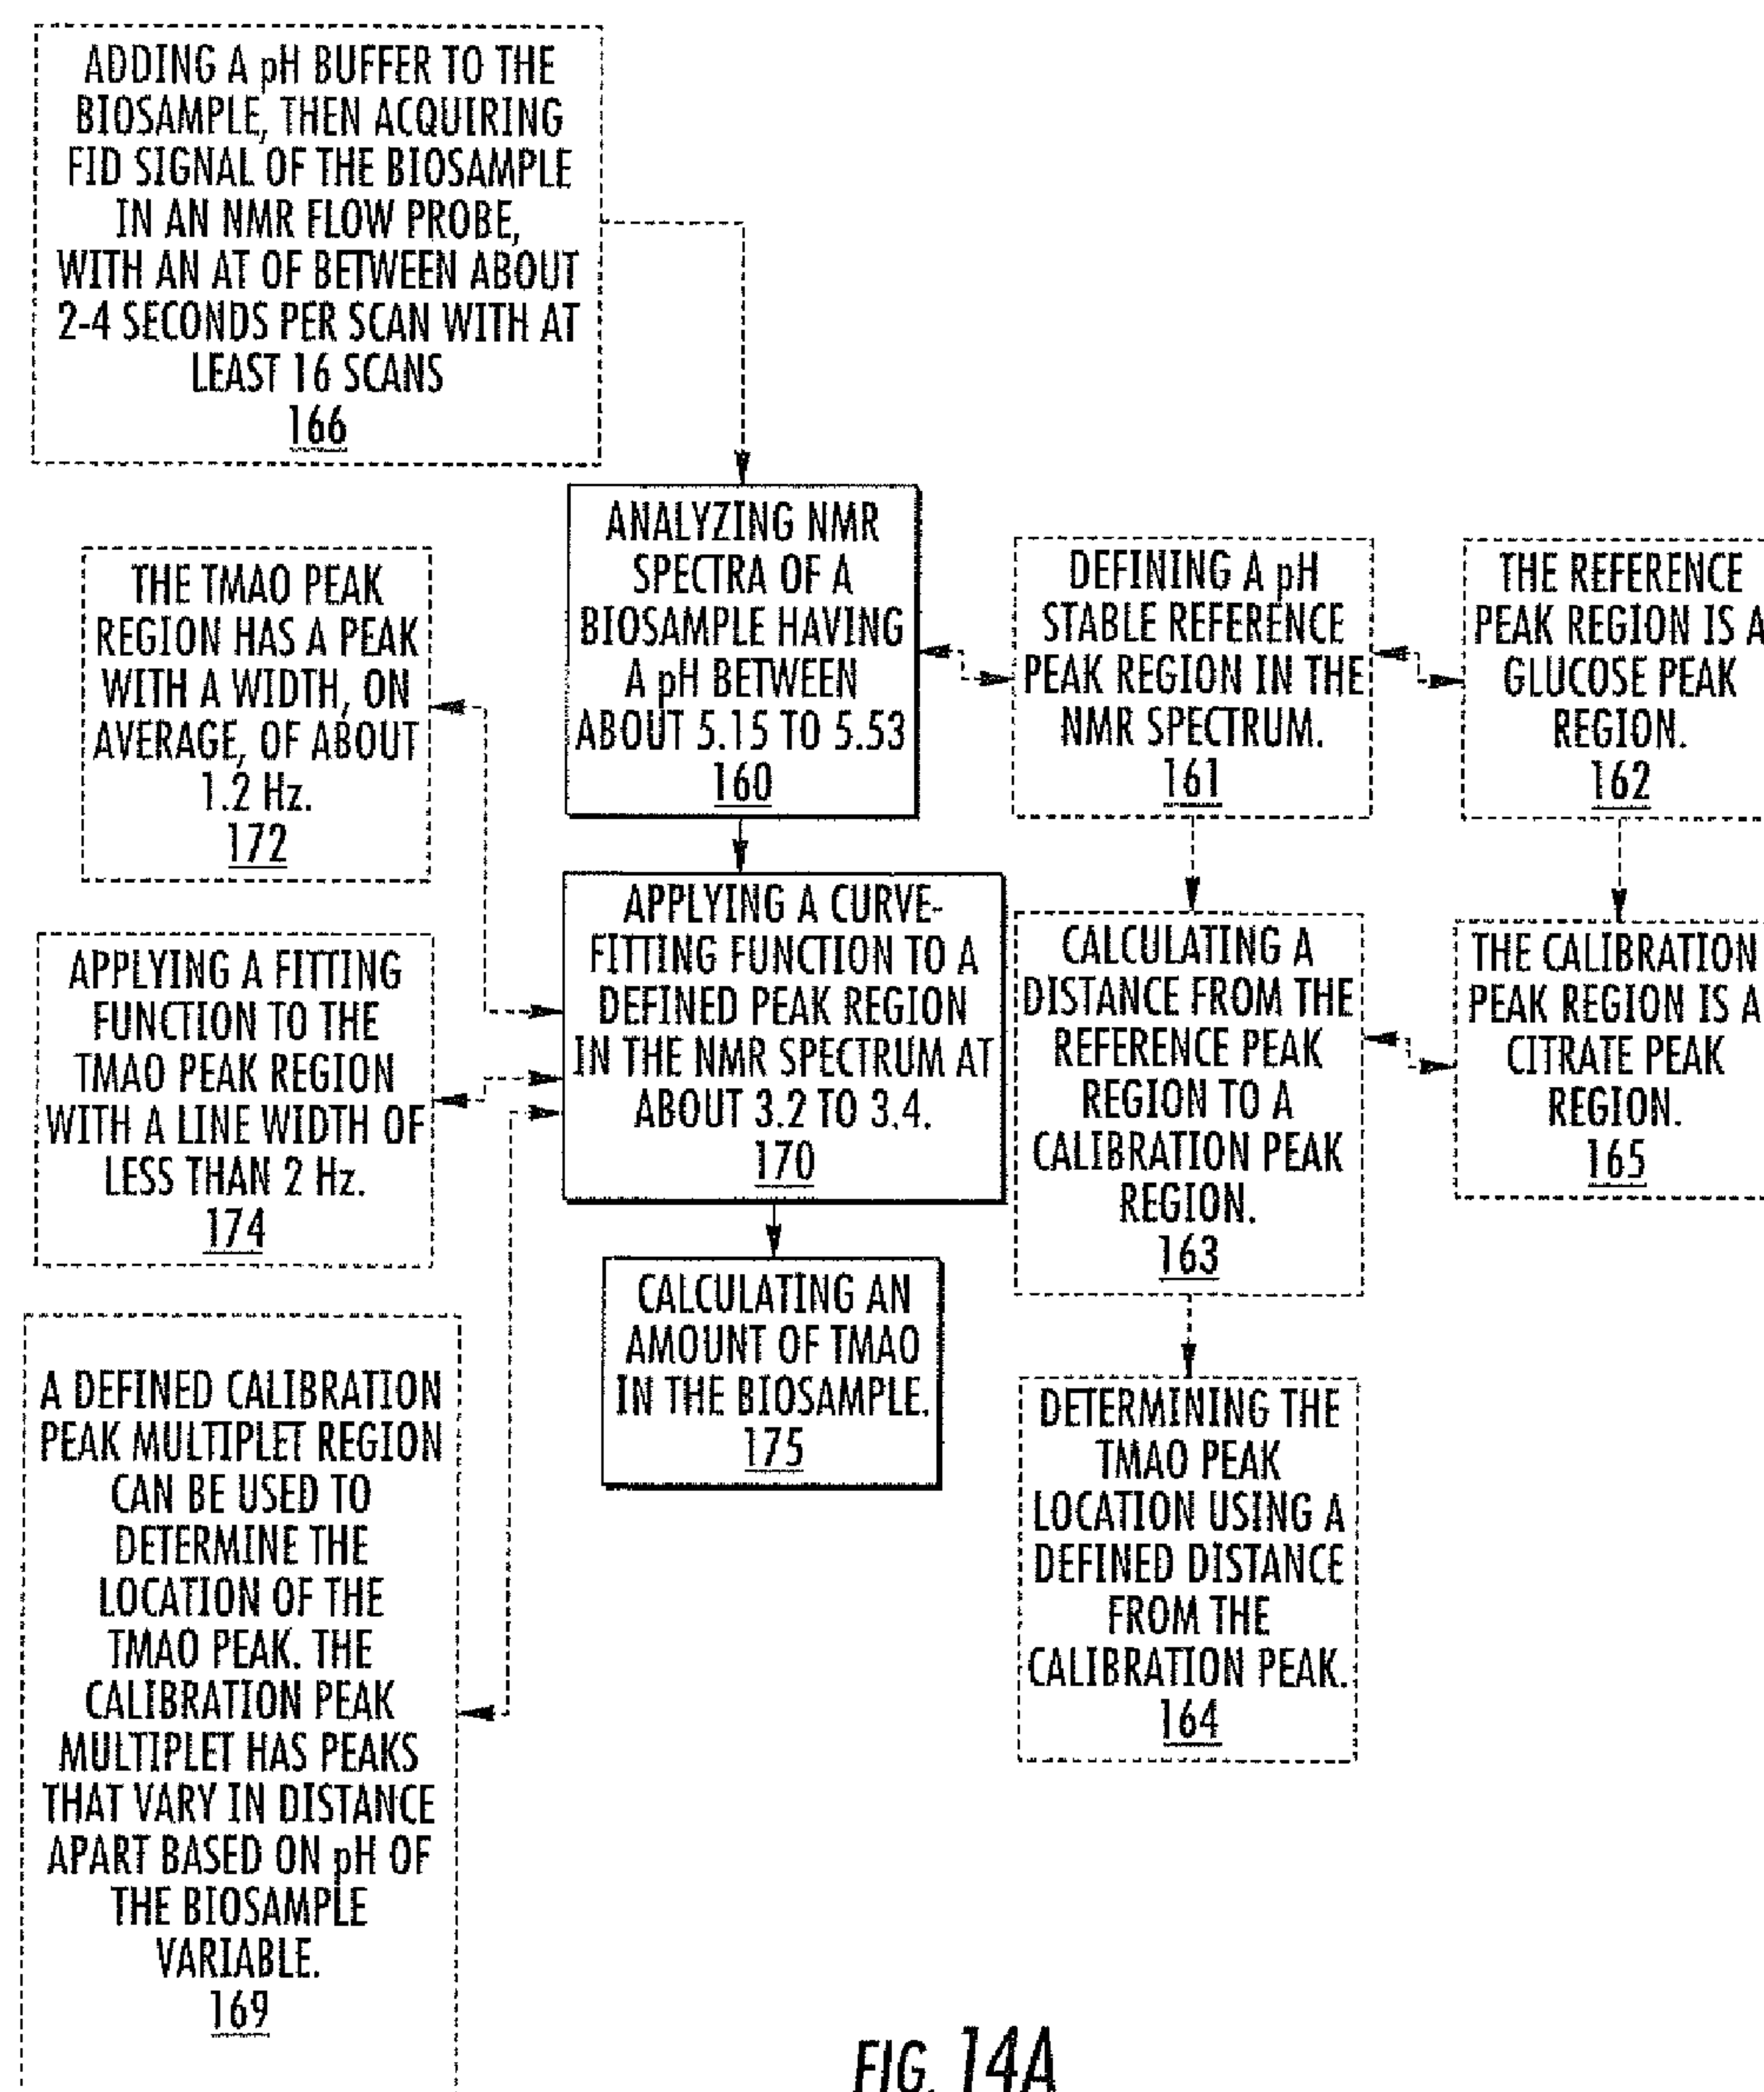 ADDING A pH BUFFER TO THE
BIOSAMPLE, THEN ACQUIRING
FID SIGNAL OF THE BIOSAMPLE
IN AN NMR FLOW PROBE,
WITH AN AT OF BETWEEN ABOUT
2-4 SECONDS PER SCAN WITH AT
LEAST 16 SCANS
166
ANALYZING NMR
SPECTRA OF A
BIOSAMPLE HAVING
A pH BETWEEN
ABOUT 5.15 TO 5.53
160
DEFINING A pH
STABLE REFERENCE
PEAK REGION IN THE
NMR SPECTRUM.
161
THE REFERENCE
PEAK REGION IS A
GLUCOSE PEAK
REGION.
162
THE TMAO PEAK
REGION HAS A PEAK
WITH A WIDTH, ON
AVERAGE, OF ABOUT
1.2 Hz.
172
APPLYING A CURVE-
FITTING FUNCTION TO A
DEFINED PEAK REGION
IN THE NMR SPECTRUM AT
ABOUT 3.2 TO 3.4.
170
CALCULATING A
DISTANCE FROM THE
REFERENCE PEAK
REGION TO A
CALIBRATION PEAK
REGION.
163
THE CALIBRATION
PEAK REGION IS A
CITRATE PEAK
REGION.
165
APPLYING A FITTING
FUNCTION TO THE
TMAO PEAK REGION
WITH A LINE WIDTH OF
LESS THAN 2 Hz.
174
CALCULATING AN
AMOUNT OF TMAO
IN THE BIOSAMPLE.
175
DETERMINING THE
TMAO PEAK
LOCATION USING A
DEFINED DISTANCE
FROM THE
CALIBRATION PEAK.
164
A DEFINED CALIBRATION
PEAK MULTIPLET REGION
CAN BE USED TO
DETERMINE THE
LOCATION OF THE
TMAO PEAK. THE
CALIBRATION PEAK
MULTIPLET HAS PEAKS
THAT VARY IN DISTANCE
APART BASED ON pH OF
THE BIOSAMPLE
VARIABLE.
169
FIG. 14A